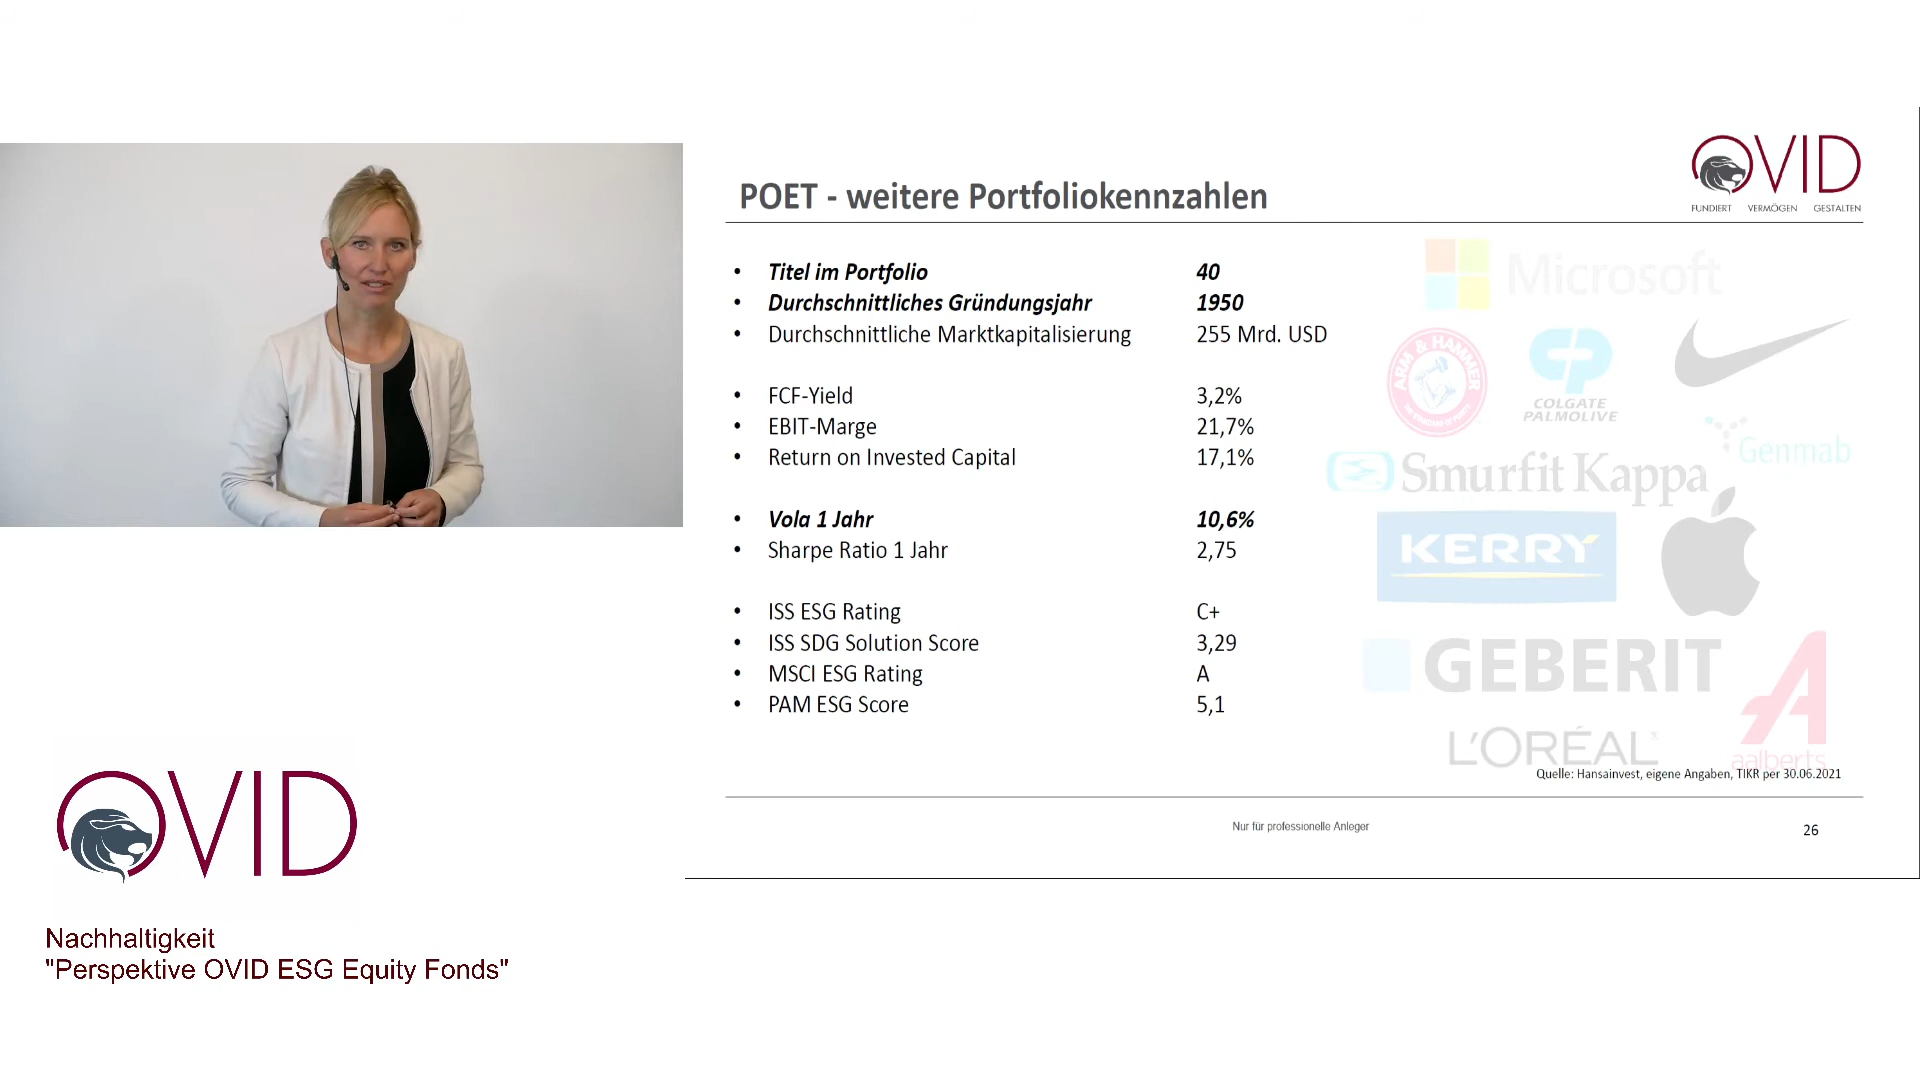 OVID
FUNDIERT VERMÖGEN GESTALTEN
POET - weitere Portfoliokennzahlen
• Titel im Portfolio 40
• Durchschnittliches Gründungsjahr 1950
• Durchschnittliche Marktkapitalisierung 255 Mrd. USD
• FCF-Yield 3,2%
• EBIT-Marge 21,7%
• Return on Invested Capital 17,1%
• Vola 1 Jahr 10,6%
• Sharpe Ratio 1 Jahr 2,75
• ISS ESG Rating C+
• ISS SDG Solution Score 3,29
• MSCI ESG Rating A
• PAM ESG Score 5,1
Microsoft
ARM & HAMMER
COLGATE
PALMOLIVE
Genmab
Smurfit Kappa
KERRY
GEBERIT
L'ORÉAL
aalberts
Quelle: Hansainvest, eigene Angaben, TIKR per 30.06.2021
Nur für professionelle Anleger
26
OVID
Nachhaltigkeit
"Perspektive OVID ESG Equity Fonds"